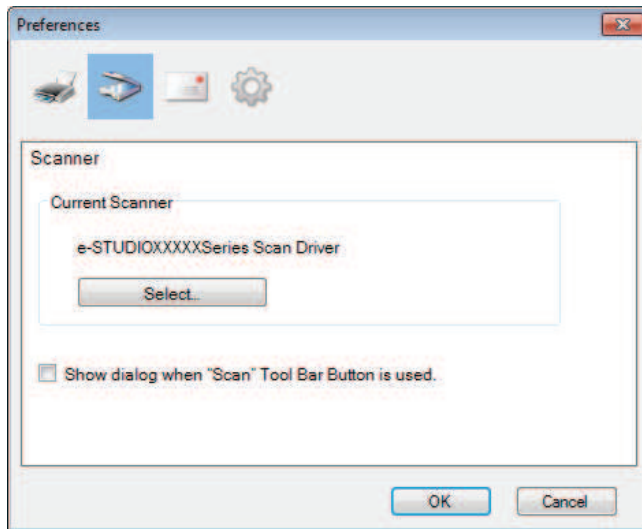 Preferences
Scanner
Current Scanner
e-STUDIOXXXXXSeries Scan Driver
Select...
Show dialog when "Scan" Tool Bar Button is used.
OK
Cancel